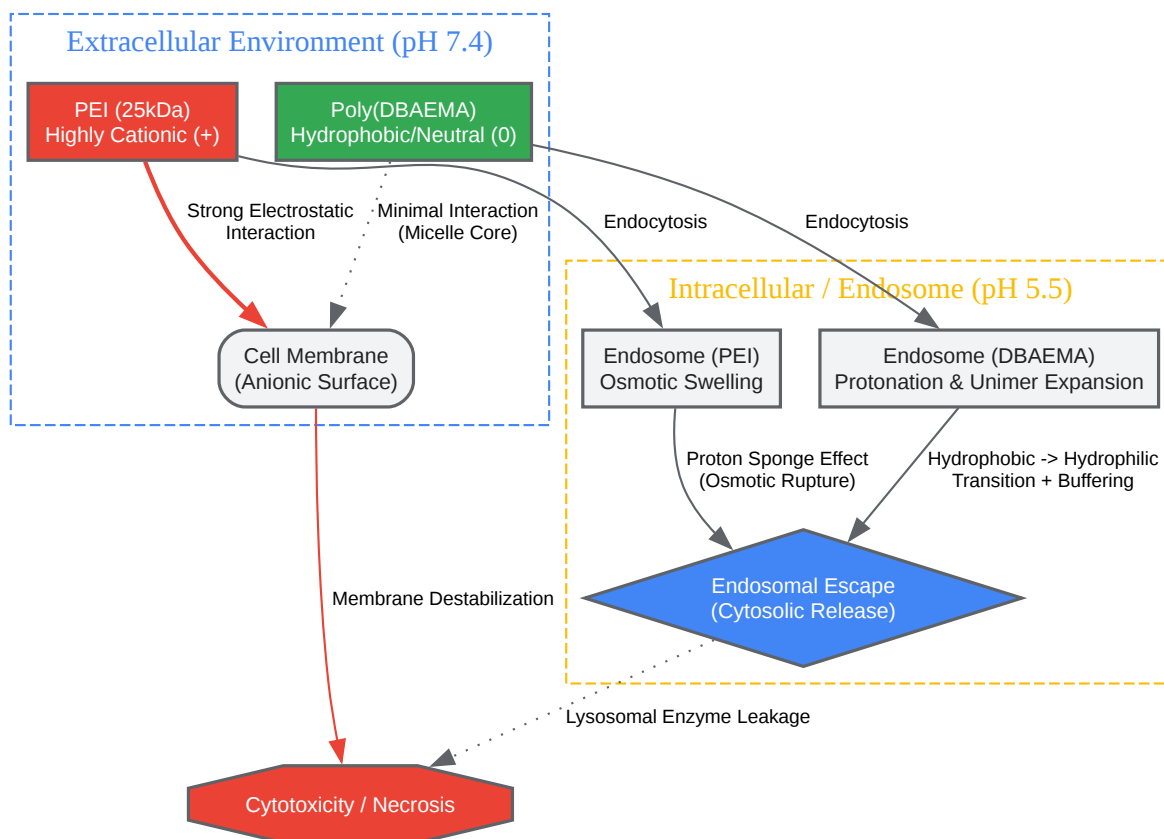 Extracellular Environment (pH 7.4)
PEI (25kDa)
Highly Cationic (+)
Poly(DBAEMA)
Hydrophobic/Neutral (0)
Strong Electrostatic
Interaction
Minimal Interaction
(Micelle Core)
Endocytosis
Endocytosis
Intracellular / Endosome (pH 5.5)
Cell Membrane
(Anionic Surface)
Endosome (PEI)
Osmotic Swelling
Endosome (DBAEMA)
Protonation & Unimer Expansion
Proton Sponge Effect
(Osmotic Rupture)
Hydrophobic -> Hydrophilic
Transition + Buffering
Membrane Destabilization
Endosomal Escape
(Cytosolic Release)
Lysosomal Enzyme Leakage
Cytotoxicity / Necrosis